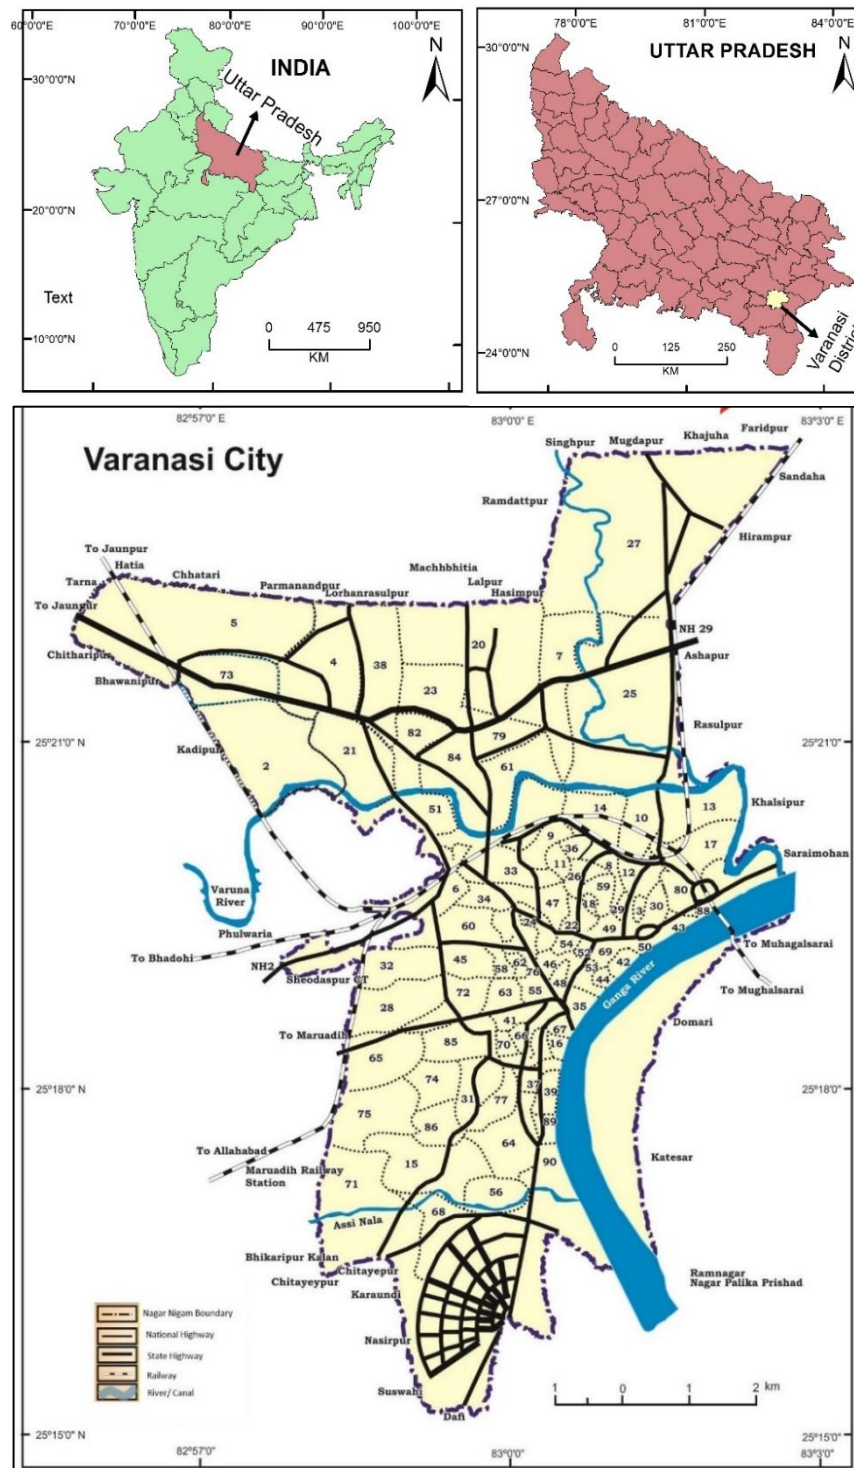 60°0'0"E
70°0'0"E
80°0'0"E
90°0'0"E
100°0'0"E
INDIA
N
30°0'0"N
20°0'0"N
10°0'0"N
Uttar Pradesh
Text
0 475 950
KM
78°0'0"E
81°0'0"E
84°0'0"E
UTTAR PRADESH
N
30°0'0"N
27°0'0"N
24°0'0"N
0 125 250
KM
Varanasi
District
82°57'0" E
83°0'0" E
83°3'0" E
Varanasi City
Singhpur
Mugdapur
Khajuha
Faridpur
Sandaha
Ramdattpur
Hirampur
27
To Jaunpur
Hatia
Tarna
Chhatari
Parmanandpur
Lorhanrasulpur
Machhbhitia
Lalpur
Hasimpur
To Jaunpur
5
NH 29
Chitharipur
4
38
20
7
Ashapur
Bhawanipur
73
23
25
Rasulpur
82
79
Kadipur
21
84
2
61
25°21'0" N
25°21'0" N
51
14
10
13
Khalsipur
9
36
17
Saraimohan
11
8
33
26
12
59
80
Varuna
River
6
34
47
18
29
3
30
88
Phulwaria
60
24
22
49
43
To Muhagalsarai
To Bhadohi
NH2
Sheodaspur CT
32
45
54
52
69
50
62
46
53
42
58
76
44
To Mughalsarai
28
72
63
55
48
35
Ganga River
Domari
To Maruadih
41
67
66
16
65
85
70
25°18'0" N
25°18'0" N
74
37
39
31
77
75
86
89
64
To Allahabad
15
90
Katesar
Maruadih Railway
Station
71
56
68
Assi Nala
Bhikaripur Kalan
Chitayepur
Chitayeypur
Karaundi
Ramnagar
Nagar Palika Prishad
Nasirpur
Suswahi
Dafi
Nagar Nigam Boundary
National Highway
State Highway
Railway
River/ Canal
1 0 1 2 km
25°15'0" N
25°15'0" N
82°57'0" E
83°0'0" E
83°3'0" E